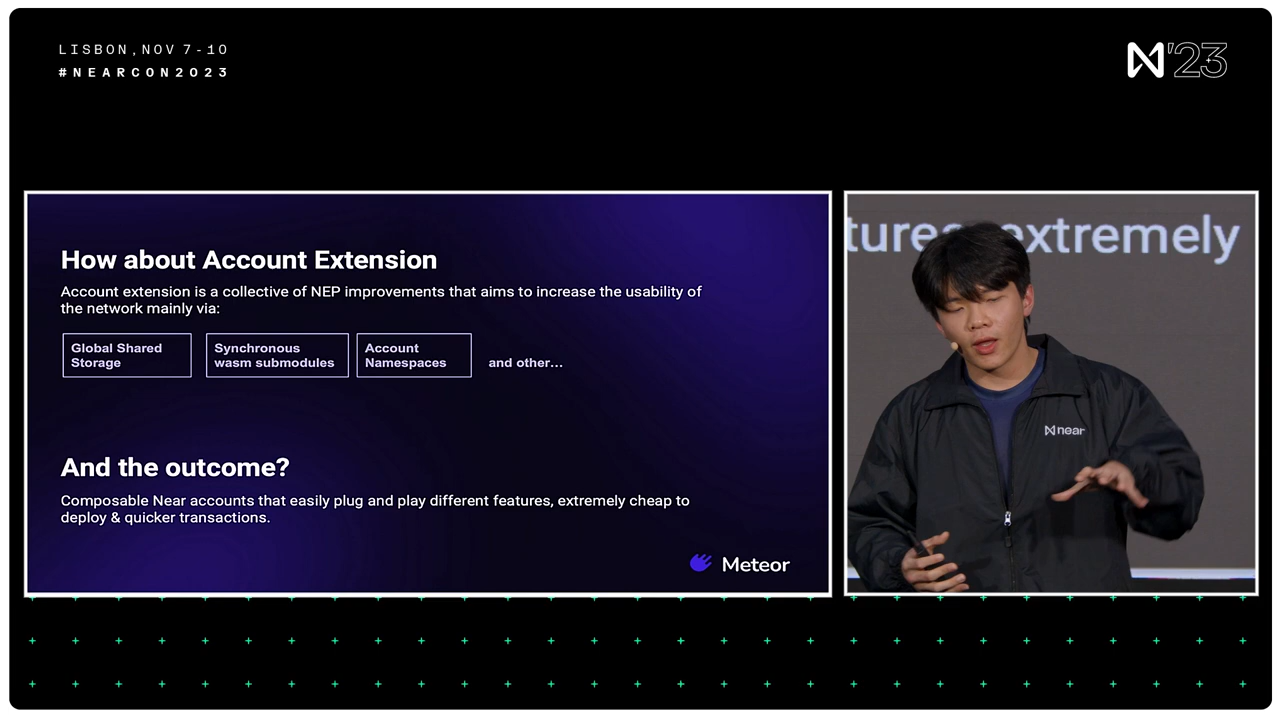 LISBON, NOV 7-10
#NEARCON2023
N'23
How about Account Extension
Account extension is a collective of NEP improvements that aims to increase the usability of
the network mainly via:
Global Shared
Storage
Synchronous
wasm submodules
Account
Namespaces
and other...
And the outcome?
Composable Near accounts that easily plug and play different features, extremely cheap to
deploy & quicker transactions.
Meteor
tures, extremely
near